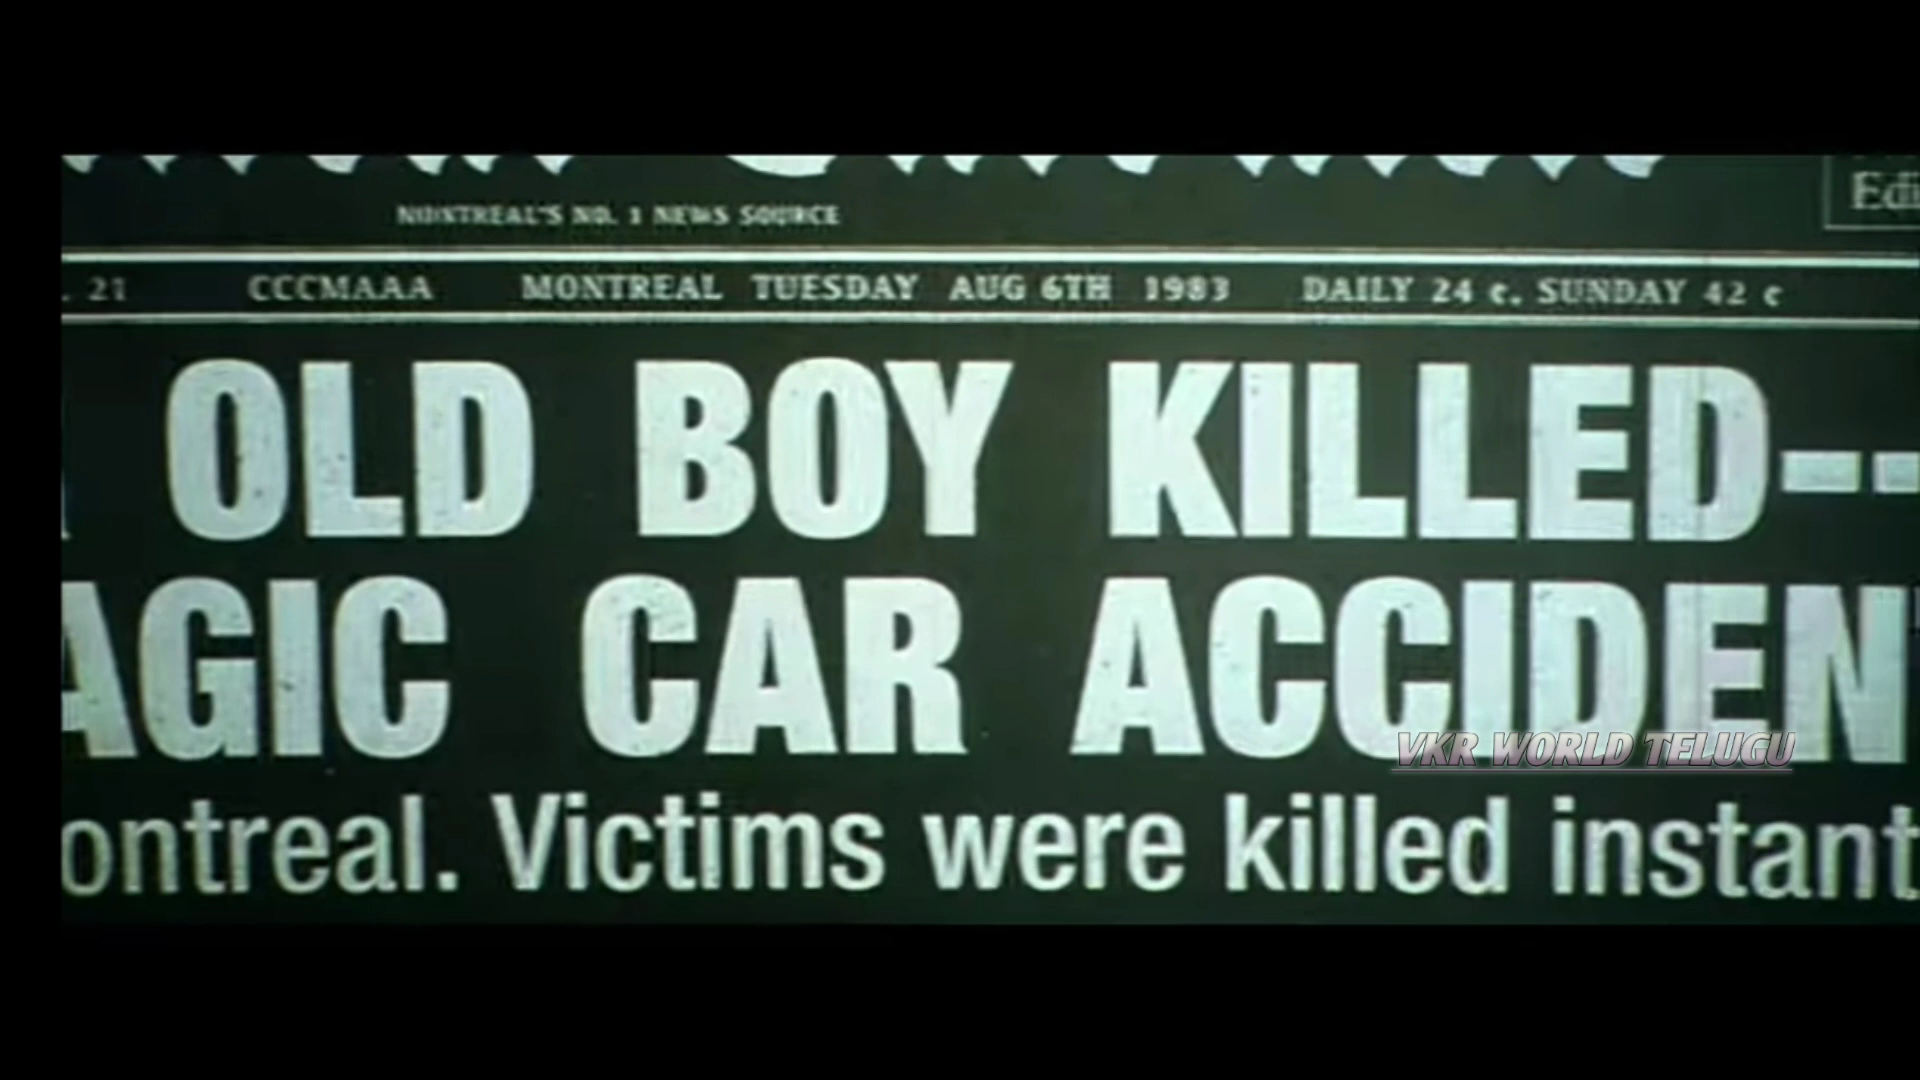 Edi
MONTREAL'S NO. 1 NEWS SOURCE
. 21 CCCMAAA MONTREAL TUESDAY AUG 6TH 1983 DAILY 24 c. SUNDAY 42 c
OLD BOY KILLED--
AGIC CAR ACCIDEN
VKR WORLD TELUGU
ontreal. Victims were killed instant